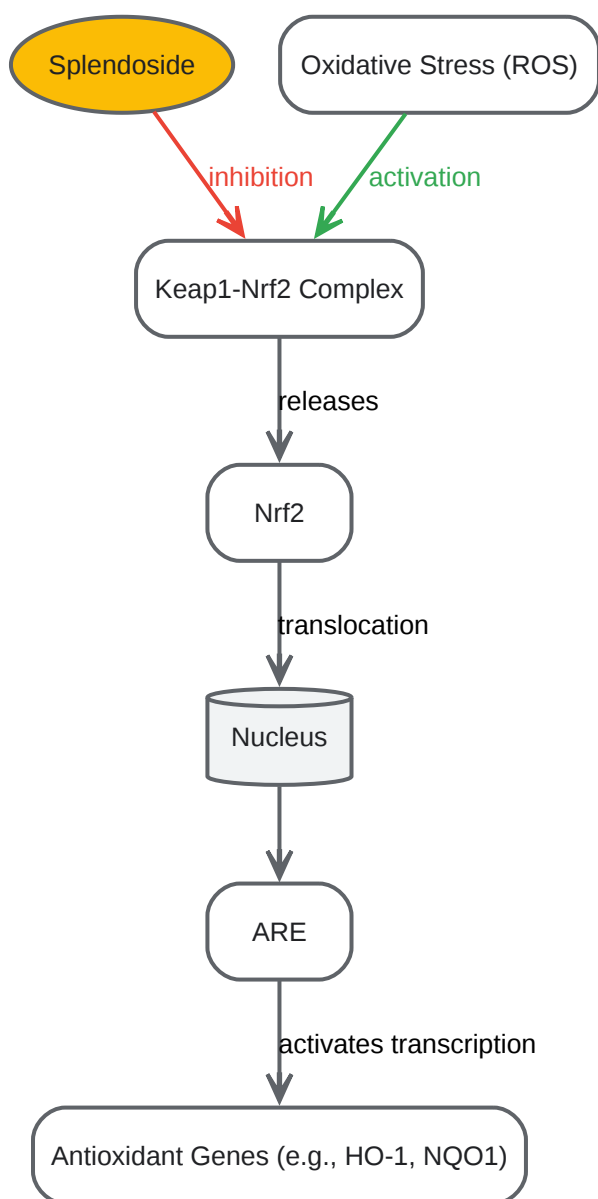 Splendoside
Oxidative Stress (ROS)
inhibition
activation
Keap1-Nrf2 Complex
releases
Nrf2
translocation
Nucleus
ARE
activates transcription
Antioxidant Genes (e.g., HO-1, NQO1)